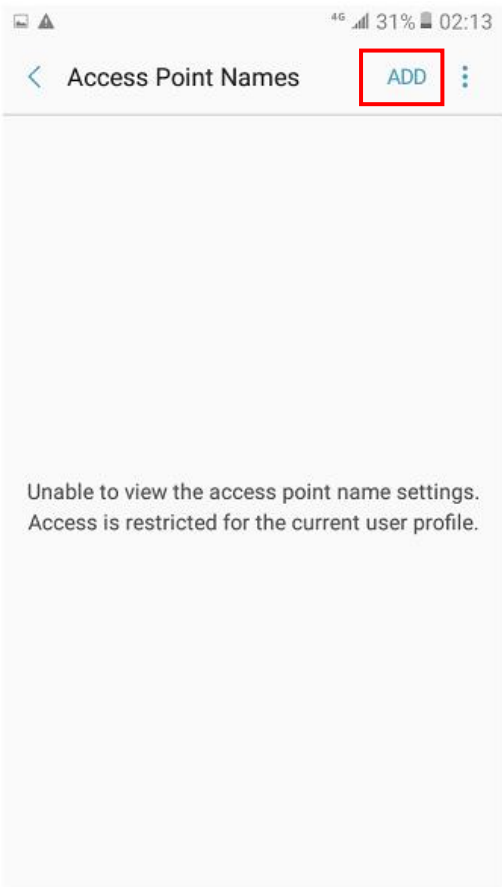 4G 31% 02:13
Access Point Names ADD
Unable to view the access point name settings.
Access is restricted for the current user profile.